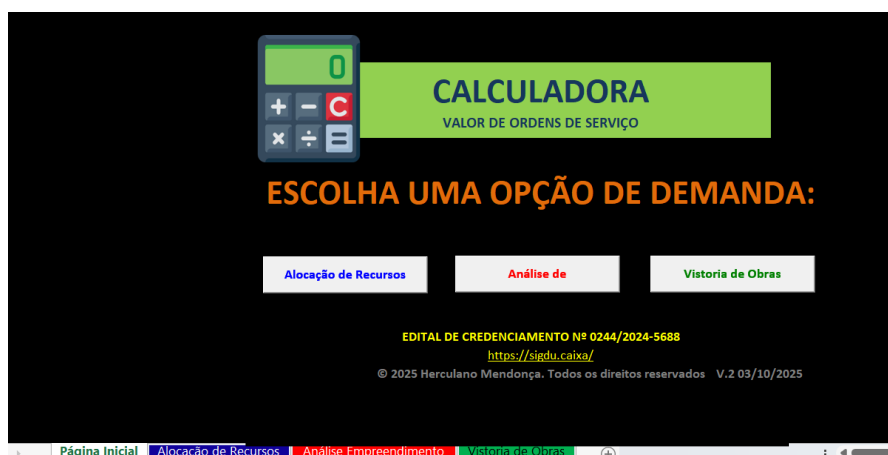 0
+ - C
× ÷ =
CALCULADORA
VALOR DE ORDENS DE SERVIÇO
ESCOLHA UMA OPÇÃO DE DEMANDA:
Alocação de Recursos
Análise de
Vistoria de Obras
EDITAL DE CREDENCIAMENTO Nº 0244/2024-5688
https://sigdu.caixa/
© 2025 Herculano Mendonça. Todos os direitos reservados V.2 03/10/2025
Página Inicial
Alocação de Recursos
Análise Empreendimento
Vistoria de Obras